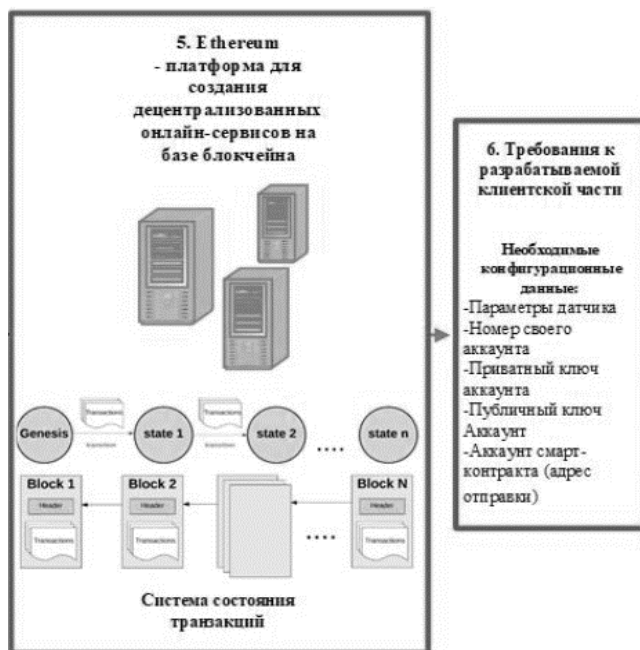 5. Ethereum
- платформа для
создания
децентрализованных
онлайн-сервисов на
базе блокчейна
Transactions
Transactions
Genesis
state 1
state 2
....
state n
transition
transition
Block 1
Block 2
Block N
Header
Header
....
Header
Transactions
Transactions
Transactions
Система состояния
транзакций
6. Требования к
разрабатываемой
клиентской части
Необходимые
конфигурационные
данные:
-Параметры датчика
-Номер своего
аккаунта
-Приватный ключ
аккаунта
-Публичный ключ
Аккаунт
-Аккаунт смарт-
контракта (адрес
отправки)